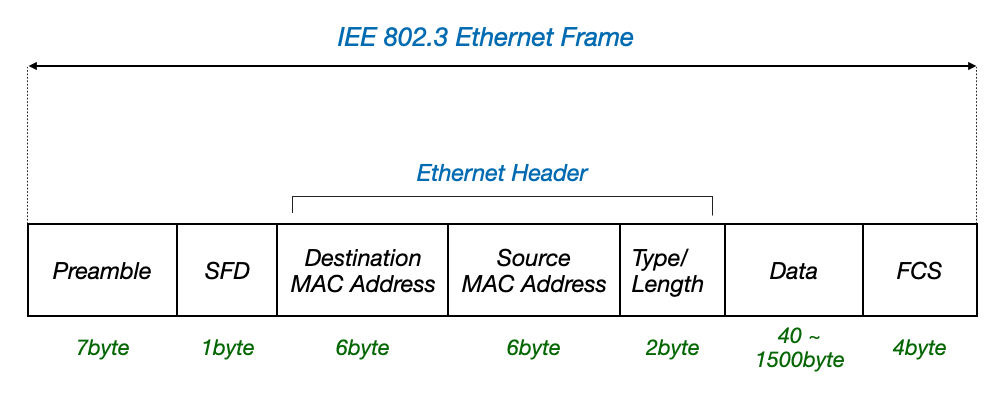 IEE 802.3 Ethernet Frame
Ethernet Header
Preamble
SFD
Destination
MAC Address
Source
MAC Address
Type/
Length
Data
FCS
7byte
1byte
6byte
6byte
2byte
40 ~
1500byte
4byte